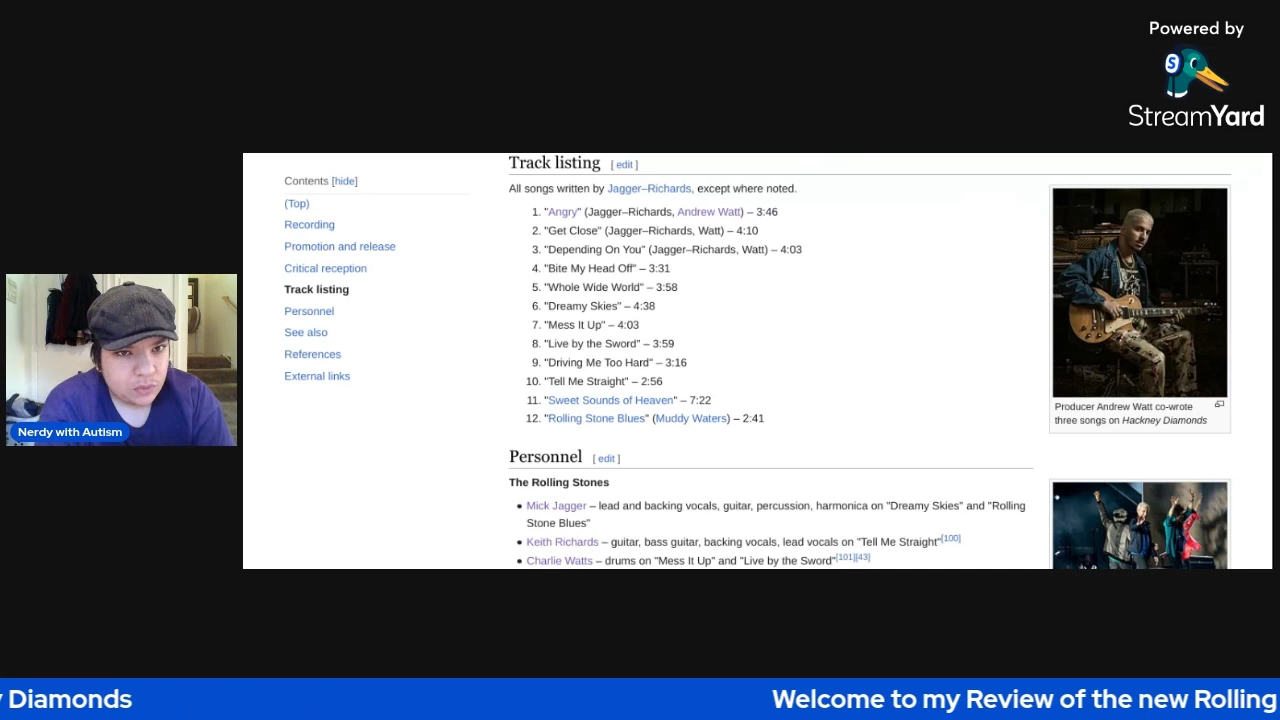 Powered by
S
StreamYard
Contents [hide]
(Top)
Recording
Promotion and release
Critical reception
Track listing
Personnel
See also
References
External links
Track listing [ edit ]
All songs written by Jagger–Richards, except where noted.
1. "Angry" (Jagger–Richards, Andrew Watt) – 3:46
2. "Get Close" (Jagger–Richards, Watt) – 4:10
3. "Depending On You" (Jagger–Richards, Watt) – 4:03
4. "Bite My Head Off" – 3:31
5. "Whole Wide World" – 3:58
6. "Dreamy Skies" – 4:38
7. "Mess It Up" – 4:03
8. "Live by the Sword" – 3:59
9. "Driving Me Too Hard" – 3:16
10. "Tell Me Straight" – 2:56
11. "Sweet Sounds of Heaven" – 7:22
12. "Rolling Stone Blues" (Muddy Waters) – 2:41
Producer Andrew Watt co-wrote
three songs on Hackney Diamonds
Personnel [ edit ]
The Rolling Stones
• Mick Jagger – lead and backing vocals, guitar, percussion, harmonica on "Dreamy Skies" and "Rolling
Stone Blues"
• Keith Richards – guitar, bass guitar, backing vocals, lead vocals on "Tell Me Straight"[100]
• Charlie Watts – drums on "Mess It Up" and "Live by the Sword"[101][43]
Nerdy with Autism
y Diamonds
Welcome to my Review of the new Rolling